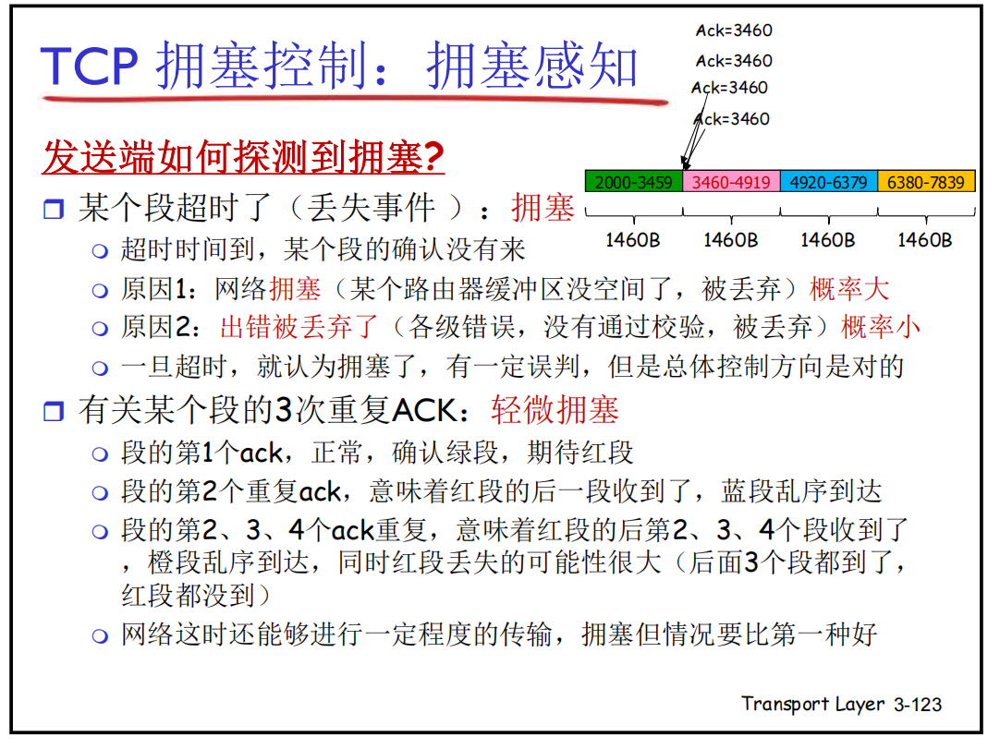 TCP 拥塞控制：拥塞感知
Ack=3460
Ack=3460
Ack=3460
Ack=3460
2000-3459 3460-4919 4920-6379 6380-7839
1460B 1460B 1460B 1460B
发送端如何探测到拥塞?
某个段超时了（丢失事件 ）：拥塞
超时时间到，某个段的确认没有来
原因1：网络拥塞（某个路由器缓冲区没空间了，被丢弃）概率大
原因2：出错被丢弃了（各级错误，没有通过校验，被丢弃）概率小
一旦超时，就认为拥塞了，有一定误判，但是总体控制方向是对的
有关某个段的3次重复ACK：轻微拥塞
段的第1个ack，正常，确认绿段，期待红段
段的第2个重复ack，意味着红段的后一段收到了，蓝段乱序到达
段的第2、3、4个ack重复，意味着红段的后第2、3、4个段收到了
，橙段乱序到达，同时红段丢失的可能性很大（后面3个段都到了，
红段都没到）
网络这时还能够进行一定程度的传输，拥塞但情况要比第一种好
Transport Layer 3-123